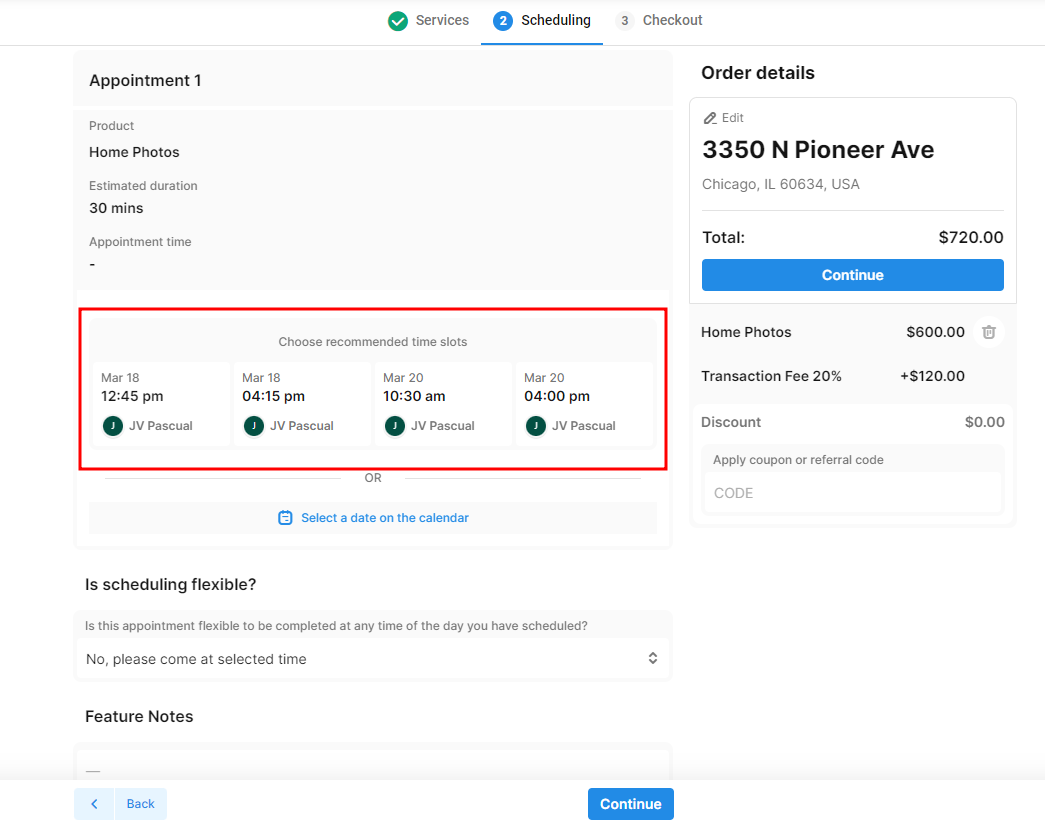 Services
2 Scheduling
3 Checkout
Appointment 1
Product
Home Photos
Estimated duration
30 mins
Appointment time
-
Choose recommended time slots
Mar 18
12:45 pm
J JV Pascual
Mar 18
04:15 pm
J JV Pascual
Mar 20
10:30 am
J JV Pascual
Mar 20
04:00 pm
J JV Pascual
OR
Select a date on the calendar
Is scheduling flexible?
Is this appointment flexible to be completed at any time of the day you have scheduled?
No, please come at selected time
Feature Notes
—
Order details
Edit
3350 N Pioneer Ave
Chicago, IL 60634, USA
Total: $720.00
Continue
Home Photos $600.00
Transaction Fee 20% +$120.00
Discount $0.00
Apply coupon or referral code
CODE
Back
Continue